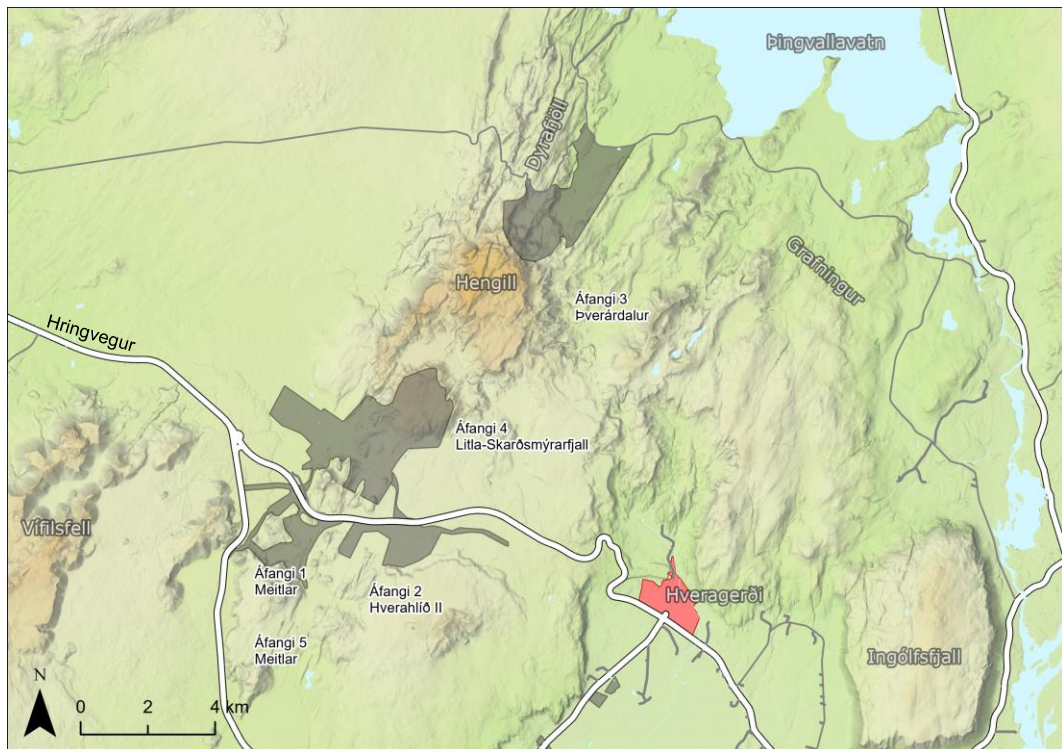 Þingvallavatn
Dyrafjöll
Grafningur
Hengill
Áfangi 3
Þverárdalur
Hringvegur
Áfangi 4
Litla-Skarðsmýrarfjall
Vífilsfell
Áfangi 1
Meitlar
Áfangi 2
Hverahlíð II
Hveragerði
Áfangi 5
Meitlar
Ingólfsfjall
N
0 2 4 km